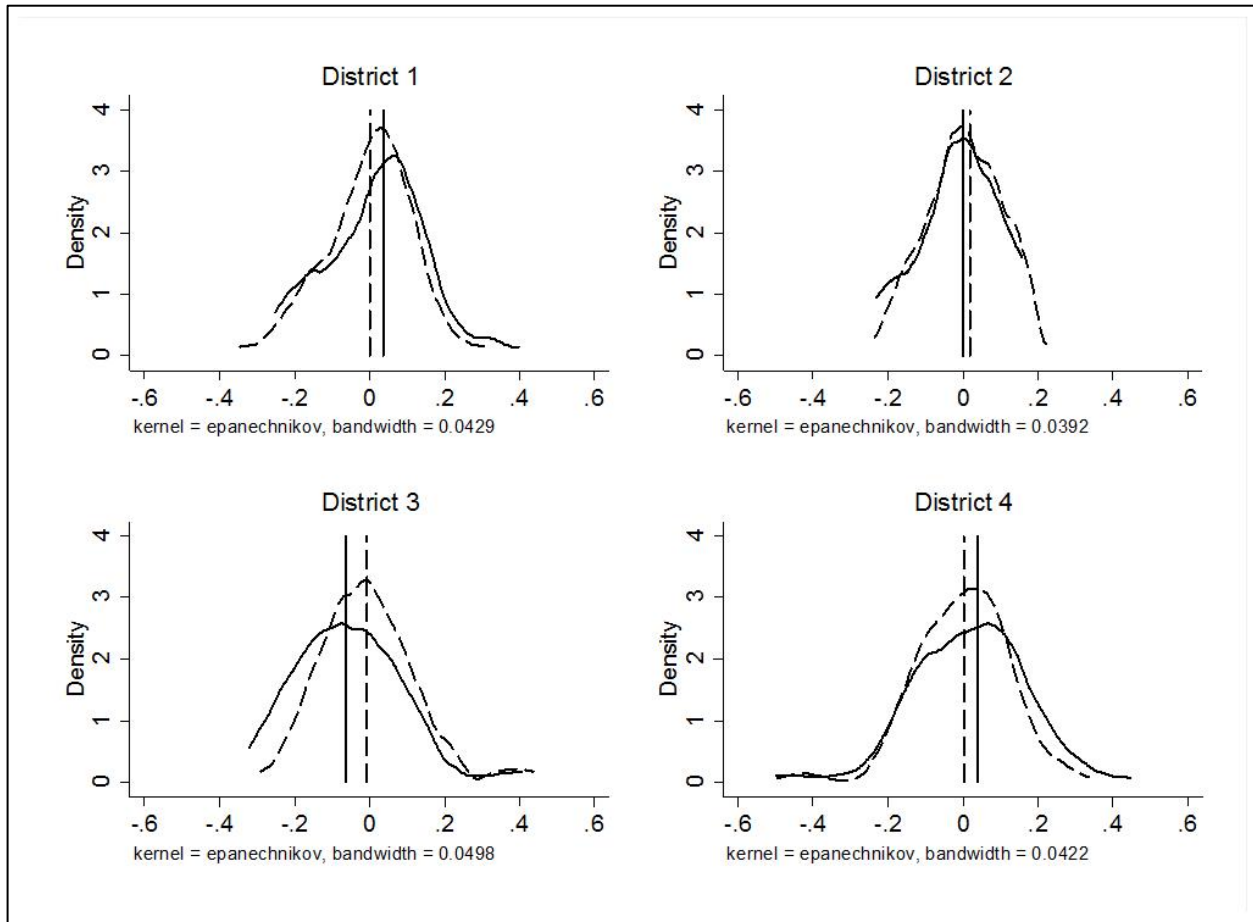 District 1
Density
4
3
2
1
0
-.6 -.4 -.2 0 .2 .4 .6
kernel = epanechnikov, bandwidth = 0.0429
District 2
Density
4
3
2
1
0
-.6 -.4 -.2 0 .2 .4 .6
kernel = epanechnikov, bandwidth = 0.0392
District 3
Density
4
3
2
1
0
-.6 -.4 -.2 0 .2 .4 .6
kernel = epanechnikov, bandwidth = 0.0498
District 4
Density
4
3
2
1
0
-.6 -.4 -.2 0 .2 .4 .6
kernel = epanechnikov, bandwidth = 0.0422